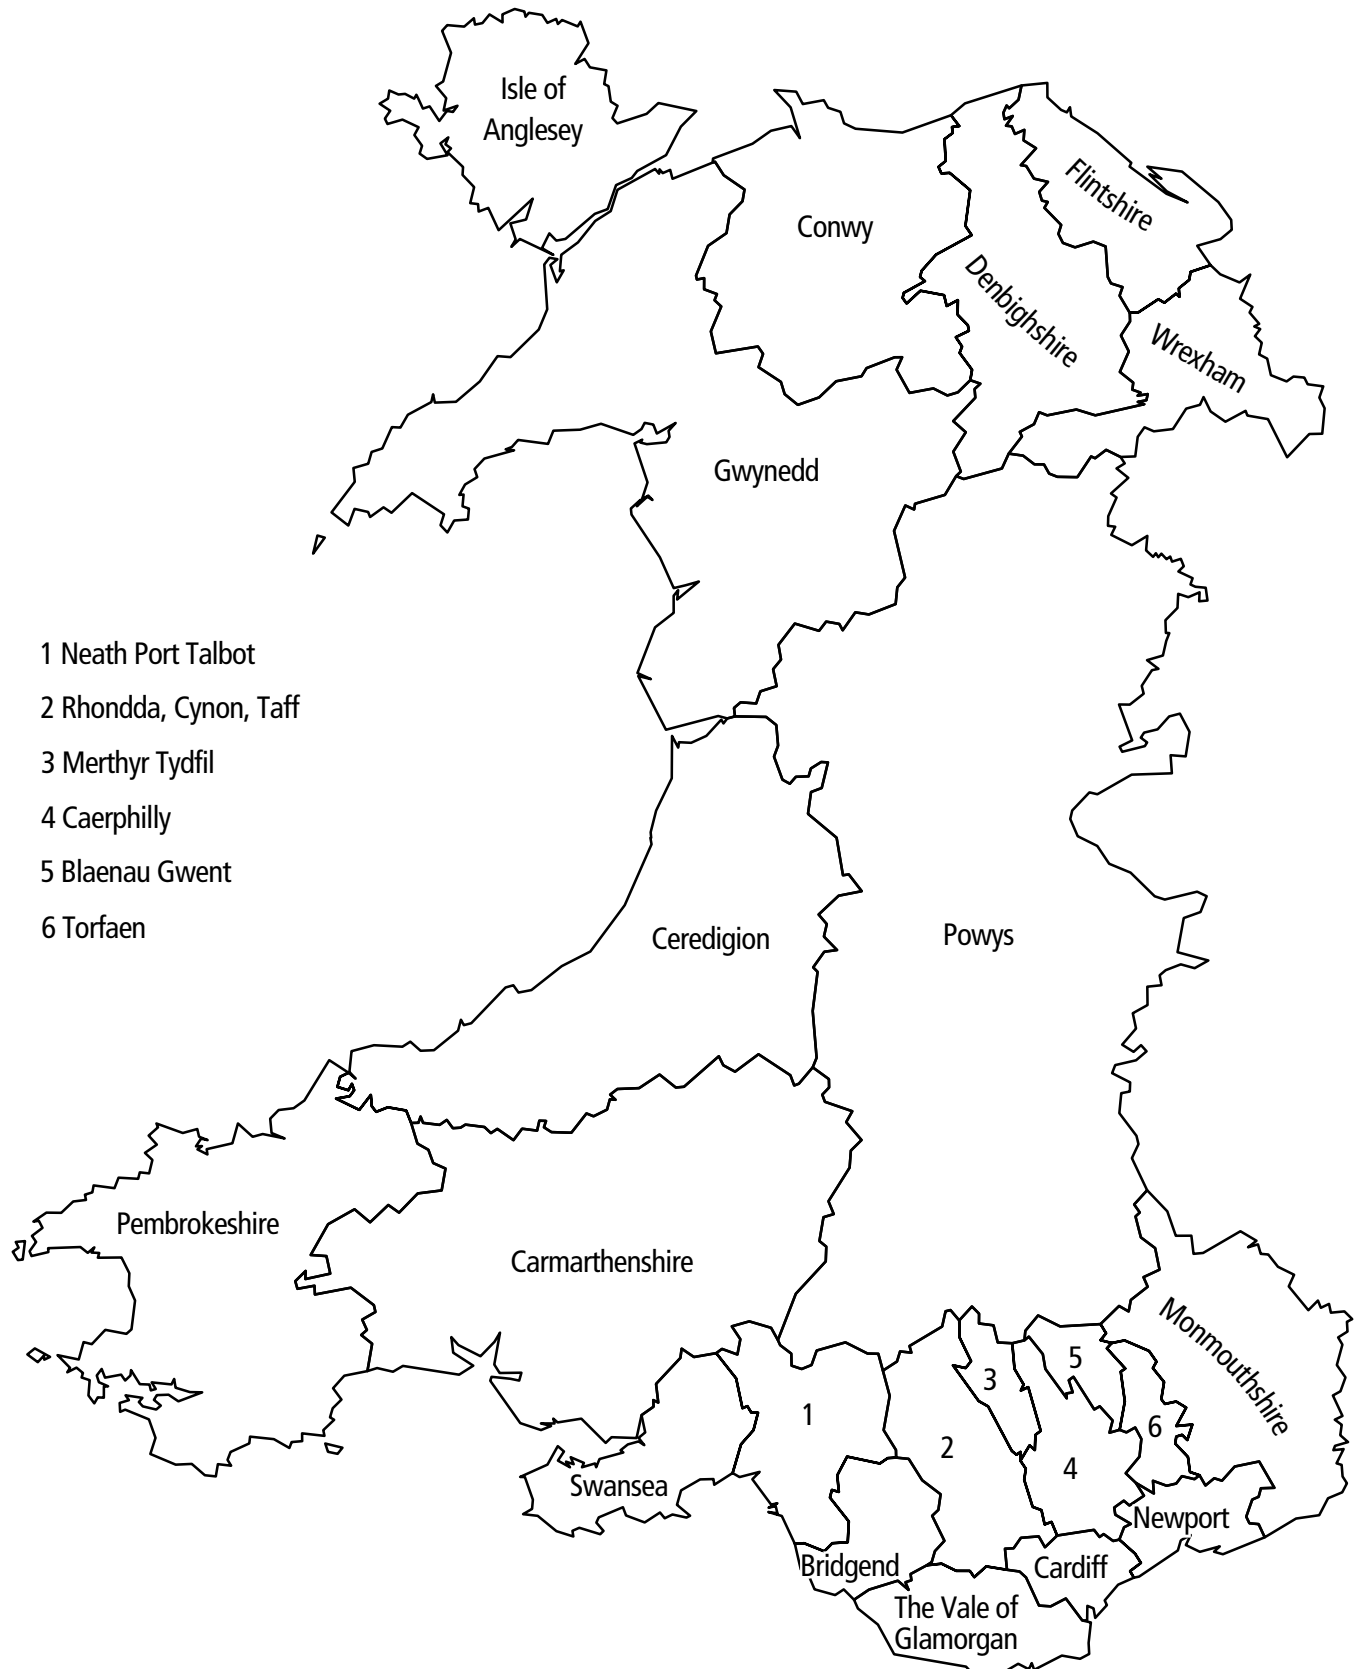 Isle of
Anglesey
Conwy
Flintshire
Denbighshire
Wrexham
Gwynedd
1 Neath Port Talbot
2 Rhondda, Cynon, Taff
3 Merthyr Tydfil
4 Caerphilly
5 Blaenau Gwent
6 Torfaen
Ceredigion
Powys
Pembrokeshire
Carmarthenshire
Monmouthshire
5
3
1
6
2
4
Swansea
Newport
Bridgend
Cardiff
The Vale of
Glamorgan